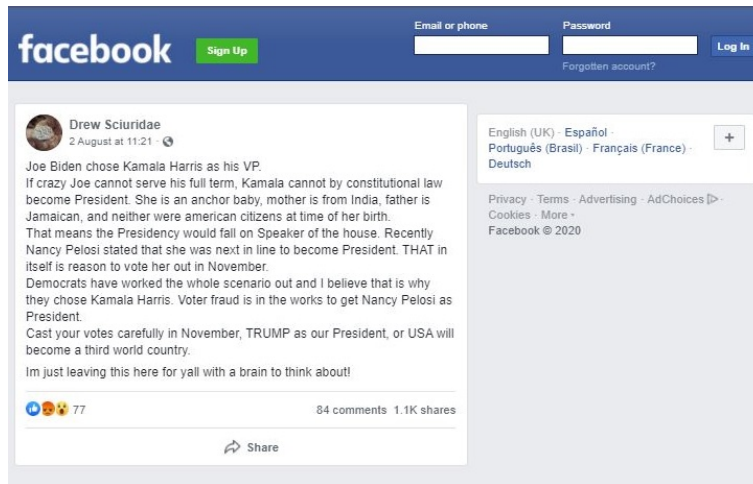 facebook
Sign Up
Email or phone
Password
Log In
Forgotten account?
Drew Sciuridae
2 August at 11:21 ·
Joe Biden chose Kamala Harris as his VP.
If crazy Joe cannot serve his full term, Kamala cannot by constitutional law
become President. She is an anchor baby, mother is from India, father is
Jamaican, and neither were american citizens at time of her birth.
That means the Presidency would fall on Speaker of the house. Recently
Nancy Pelosi stated that she was next in line to become President. THAT in
itself is reason to vote her out in November.
Democrats have worked the whole scenario out and I believe that is why
they chose Kamala Harris. Voter fraud is in the works to get Nancy Pelosi as
President.
Cast your votes carefully in November, TRUMP as our President, or USA will
become a third world country.
Im just leaving this here for yall with a brain to think about!
77
84 comments 1.1K shares
Share
English (UK) · Español ·
Português (Brasil) · Français (France) ·
Deutsch
+
Privacy · Terms · Advertising · AdChoices ·
Cookies · More
Facebook © 2020